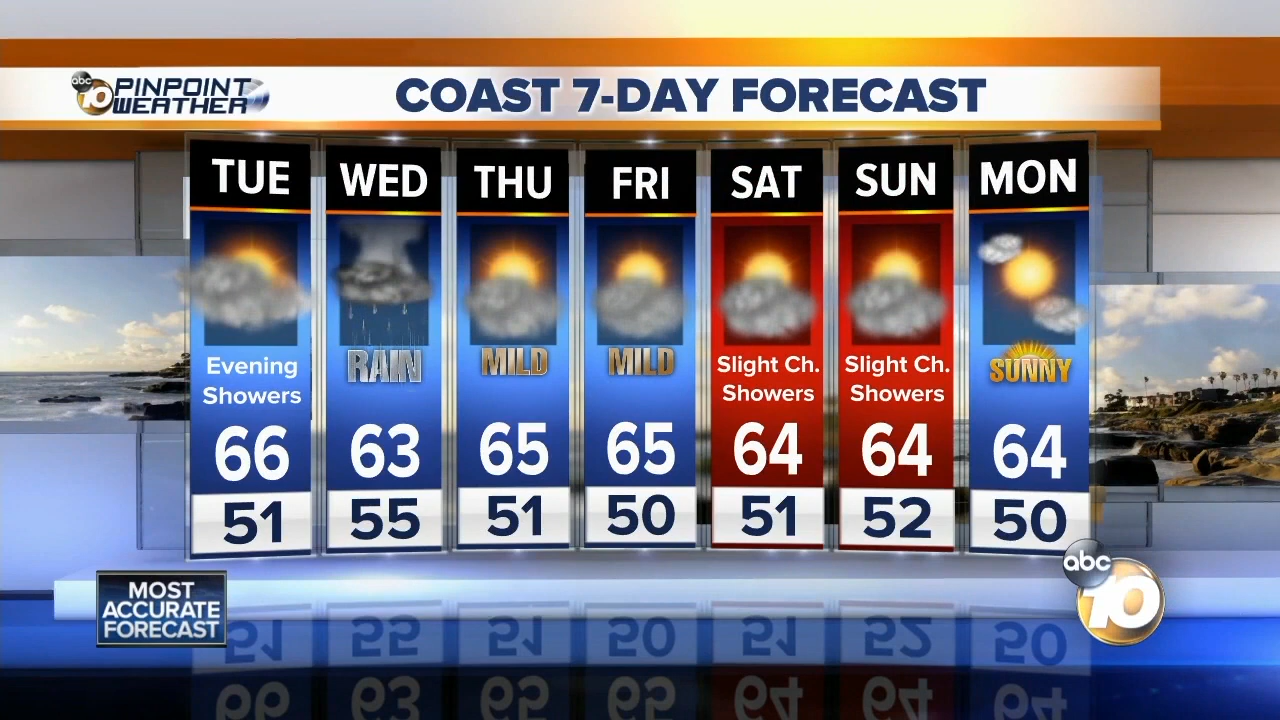 abc 10 PINPOINT WEATHER
COAST 7-DAY FORECAST
TUE
Evening
Showers
66
51
WED
RAIN
63
55
THU
MILD
65
51
FRI
MILD
65
50
SAT
Slight Ch.
Showers
64
51
SUN
Slight Ch.
Showers
64
52
MON
SUNNY
64
50
MOST
ACCURATE
FORECAST
abc
10